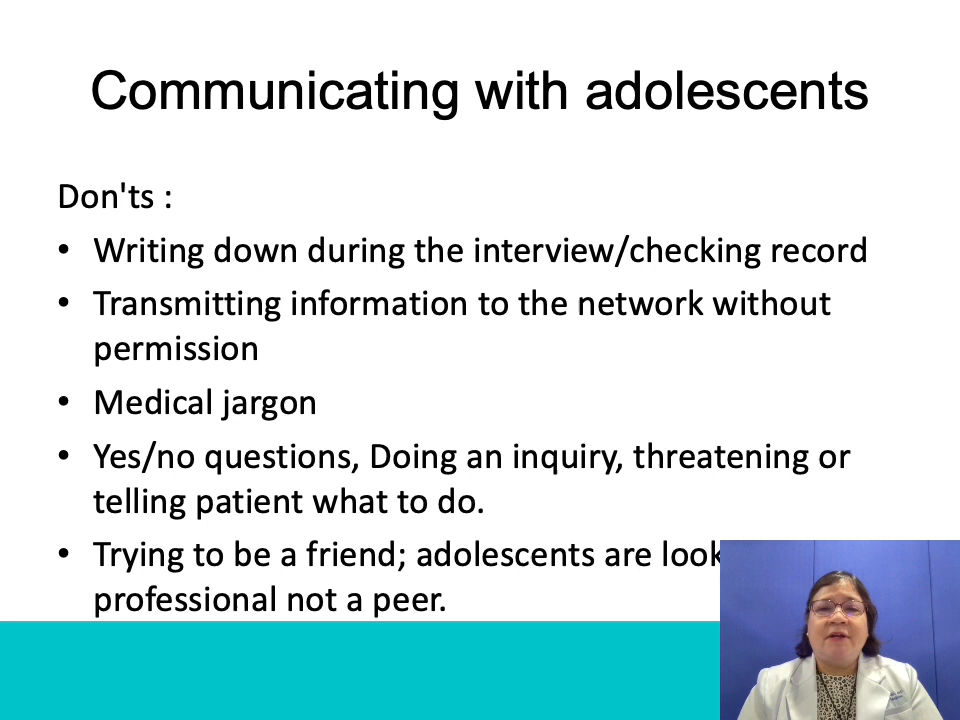 Communicating with adolescents
Don'ts :
• Writing down during the interview/checking record
• Transmitting information to the network without
permission
• Medical jargon
• Yes/no questions, Doing an inquiry, threatening or
telling patient what to do.
• Trying to be a friend; adolescents are look
professional not a peer.